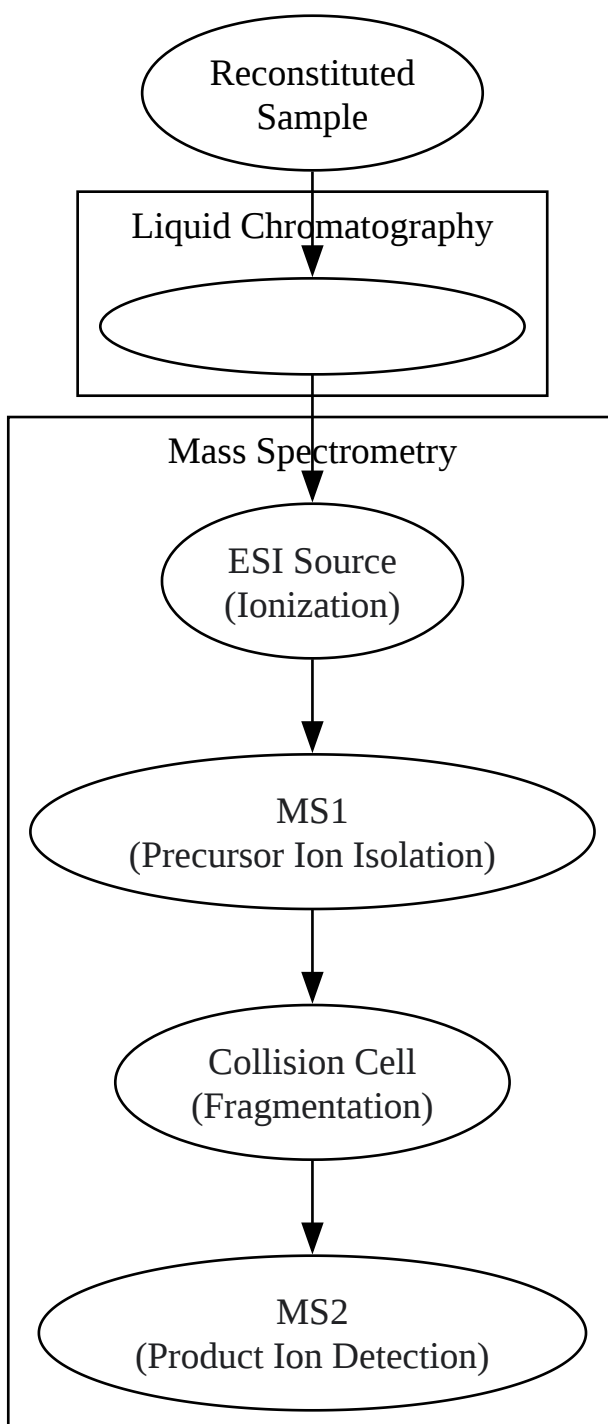 Reconstituted
Sample
Liquid Chromatography
Mass Spectrometry
ESI Source
(Ionization)
MS1
(Precursor Ion Isolation)
Collision Cell
(Fragmentation)
MS2
(Product Ion Detection)